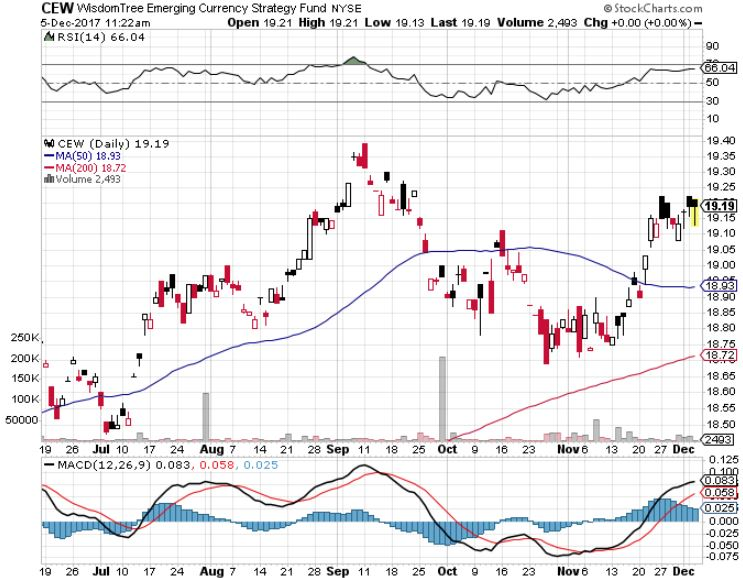 CEW WisdomTree Emerging Currency Strategy Fund NYSE © StockCharts.com
5-Dec-2017 11:22am Open 19.21 High 19.21 Low 19.13 Last 19.19 Volume 2,493 Chg +0.00 (+0.00%)
RSI(14) 66.04
90
70
66.04
50
30
10
CEW (Daily) 19.19
MA(50) 18.93
MA(200) 18.72
Volume 2,493
19.40
19.35
19.30
19.25
19.19
19.15
19.10
19.05
19.00
18.93
18.90
18.85
18.80
18.75
18.72
18.65
18.60
18.55
18.50
2493
250K
200K
150K
100K
50000
19 26 Jul 10 17 24 Aug 7 14 21 28 Sep 11 18 25 Oct 9 16 23 Nov 6 13 20 27 Dec
MACD(12,26,9) 0.083, 0.058, 0.025
0.125
0.100
0.083
0.058
0.025
0.000
-0.025
-0.050
-0.075
19 26 Jul 10 17 24 Aug 7 14 21 28 Sep 11 18 25 Oct 9 16 23 Nov 6 13 20 27 Dec